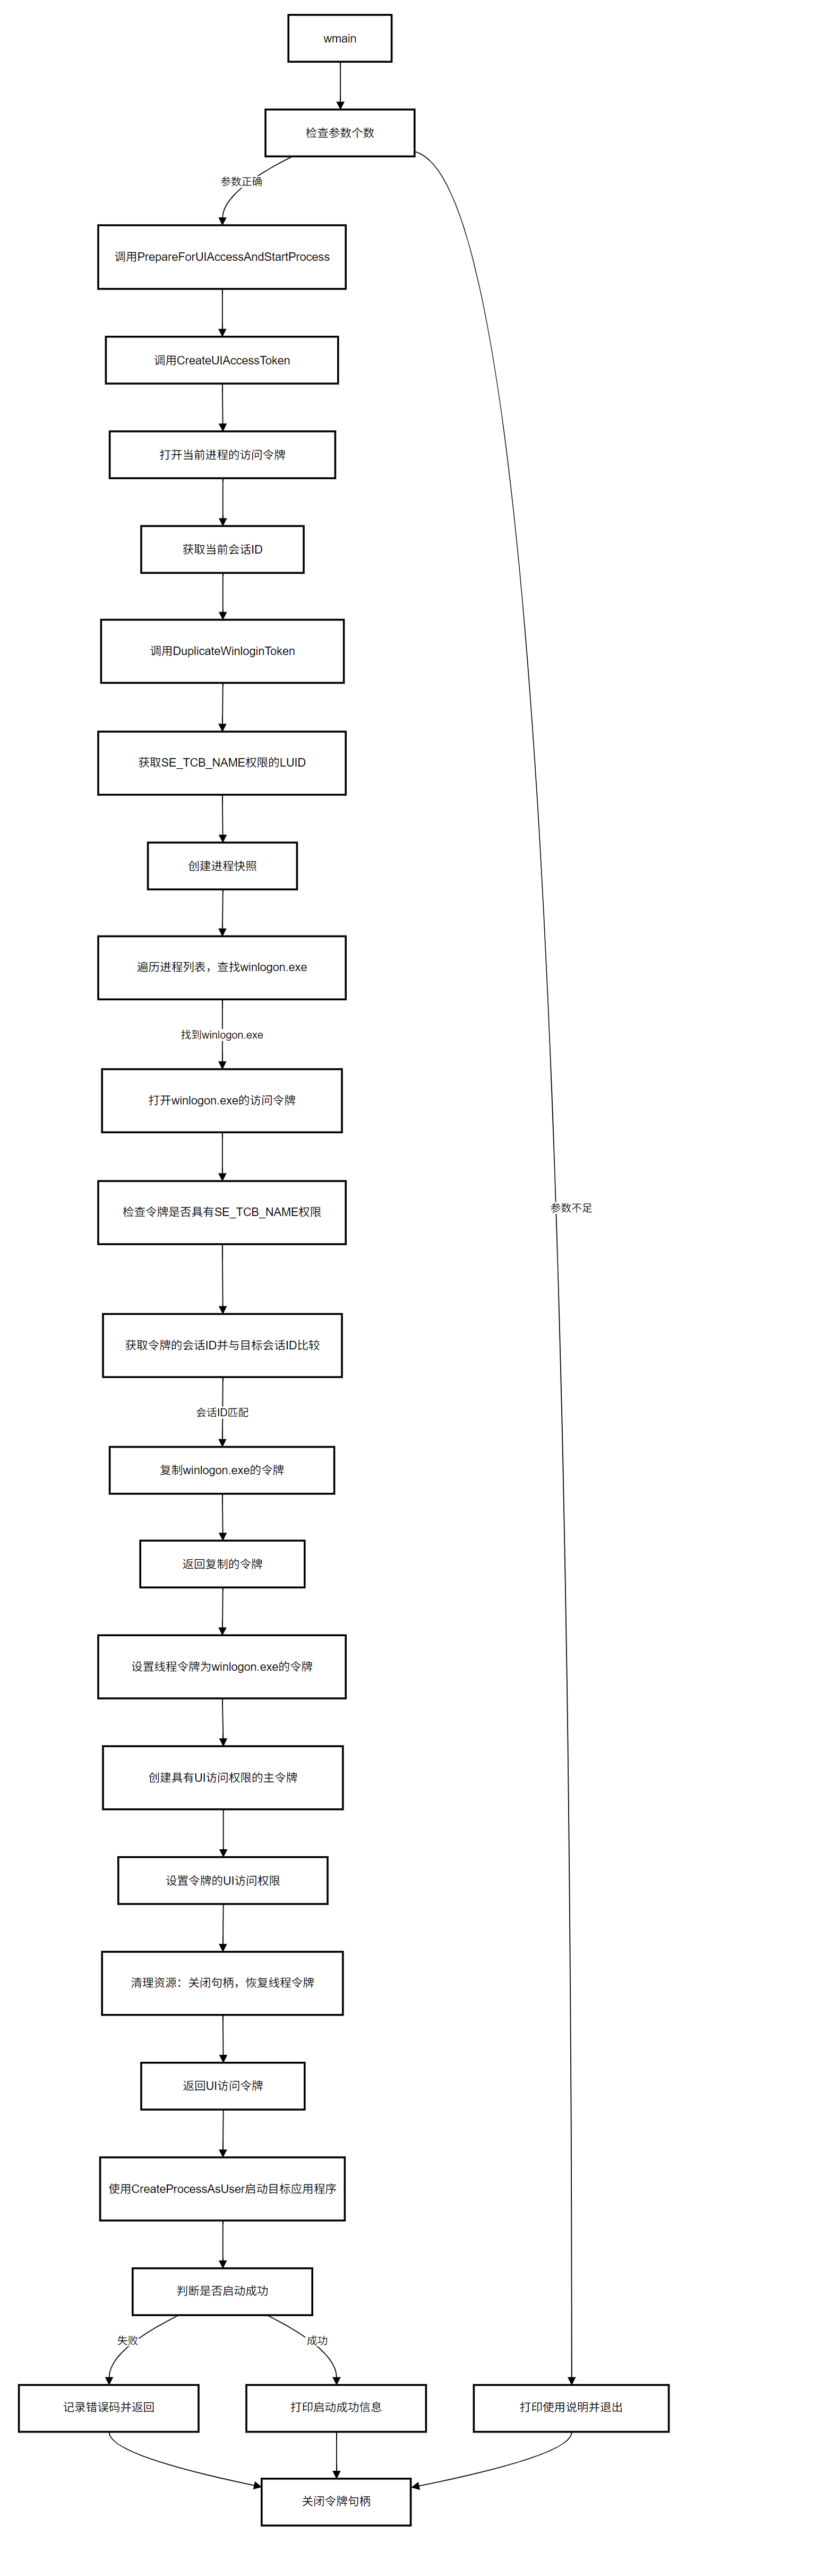 wmain
检查参数个数
参数正确
调用PrepareForUIAccessAndStartProcess
调用CreateUIAccessToken
打开当前进程的访问令牌
获取当前会话ID
调用DuplicateWinloginToken
获取SE_TCB_NAME权限的LUID
创建进程快照
遍历进程列表，查找winlogon.exe
找到winlogon.exe
打开winlogon.exe的访问令牌
检查令牌是否具有SE_TCB_NAME权限
参数不足
获取令牌的会话ID并与目标会话ID比较
会话ID匹配
复制winlogon.exe的令牌
返回复制的令牌
设置线程令牌为winlogon.exe的令牌
创建具有UI访问权限的主令牌
设置令牌的UI访问权限
清理资源：关闭句柄，恢复线程令牌
返回UI访问令牌
使用CreateProcessAsUser启动目标应用程序
判断是否启动成功
失败
成功
记录错误码并返回
打印启动成功信息
打印使用说明并退出
关闭令牌句柄